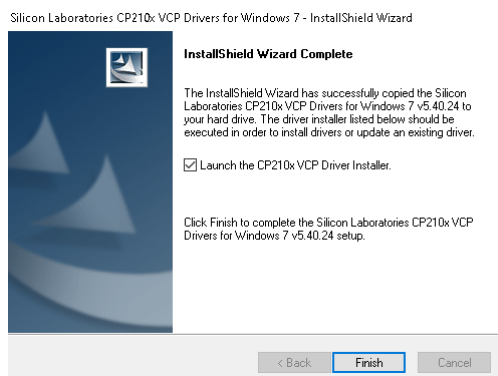 Silicon Laboratories CP210x VCP Drivers for Windows 7 - InstallShield Wizard
InstallShield Wizard Complete
The InstallShield Wizard has successfully copied the Silicon
Laboratories CP210x VCP Drivers for Windows 7 v5.40.24 to
your hard drive. The driver installer listed below should be
executed in order to install drivers or update an existing driver.
Launch the CP210x VCP Driver Installer.
Click Finish to complete the Silicon Laboratories CP210x VCP
Drivers for Windows 7 v5.40.24 setup.
< Back Finish Cancel